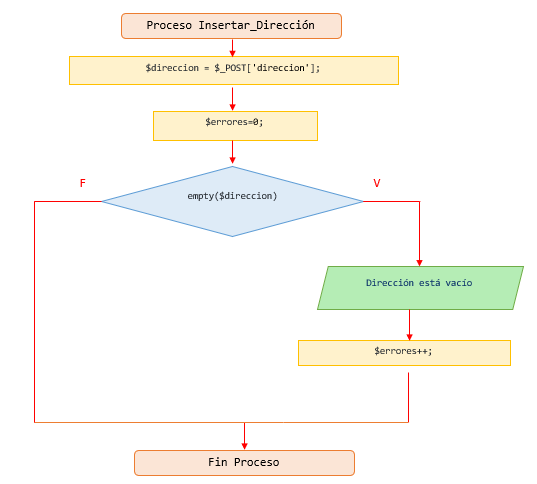 Proceso Insertar_Dirección
$direccion = $_POST['direccion'];
$errores=0;
F
V
empty($direccion)
Dirección está vacío
$errores++;
Fin Proceso